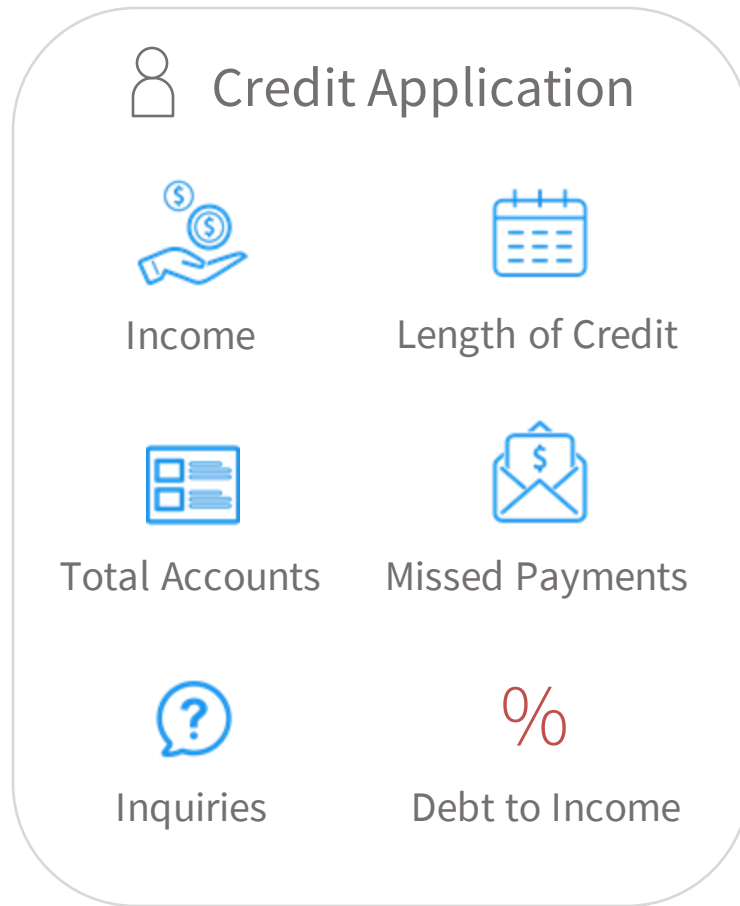 Credit Application
$
$
Income
Length of Credit
$
Total Accounts
Missed Payments
?
%
Inquiries
Debt to Income